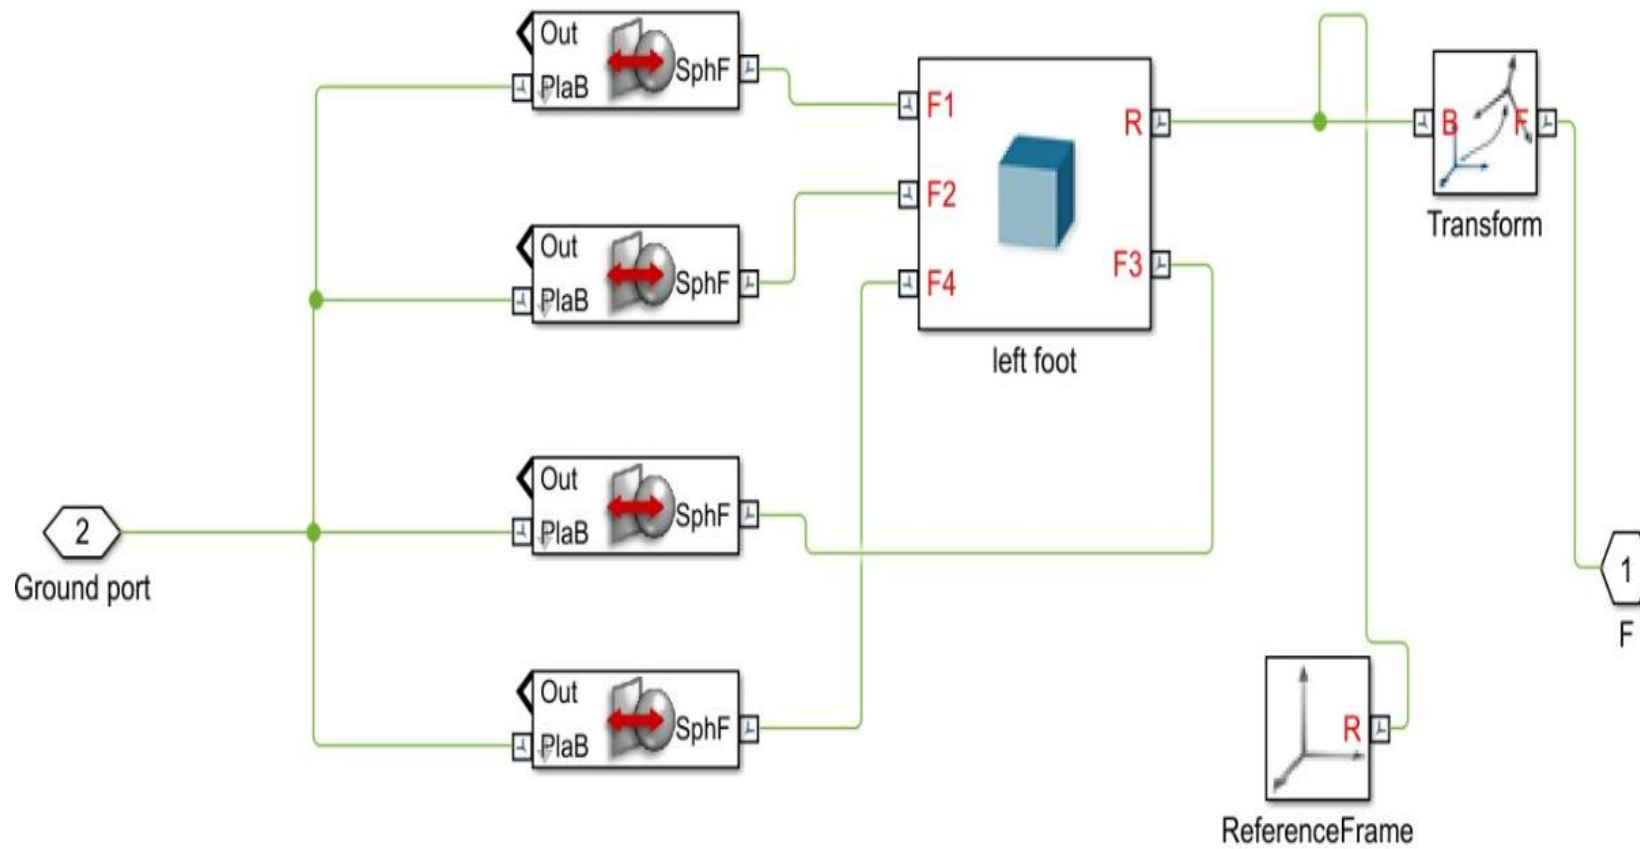 Out
PlaB
SphF
Out
PlaB
SphF
Out
PlaB
SphF
Out
PlaB
SphF
2
Ground port
F1
F2
F4
R
F3
left foot
B
F
Transform
R
ReferenceFrame
1
F